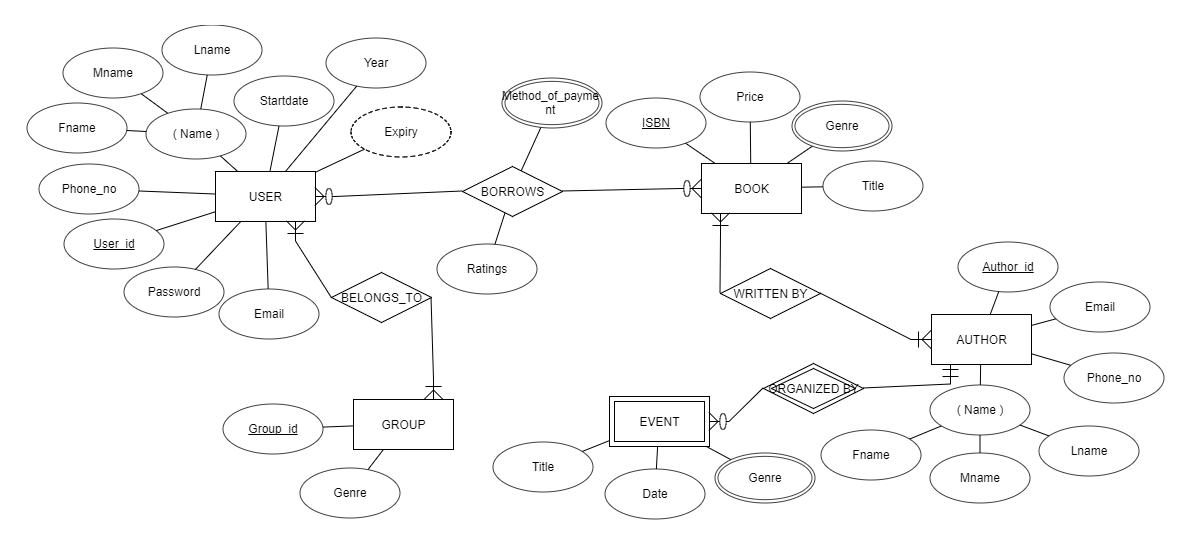 Lname
Mname
Year
Startdate
Fname
( Name )
Expiry
Method_of_payme
nt
ISBN
Price
Genre
Phone_no
USER
BORROWS
BOOK
Title
User_id
Password
Email
Ratings
BELONGS_TO
WRITTEN BY
Author_id
Email
AUTHOR
Phone_no
ORGANIZED BY
( Name )
Group_id
GROUP
EVENT
Fname
Lname
Mname
Title
Date
Genre
Genre